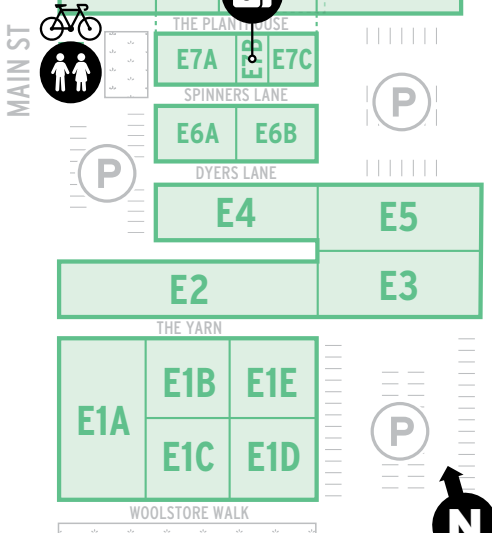 THE PLANTHOUSE
MAIN ST
E7A E7B E7C
SPINNERS LANE
P
E6A E6B
P
DYERS LANE
E4 E5
E2 E3
THE YARN
E1A E1B E1E
P
E1C E1D
WOOLSTORE WALK
N